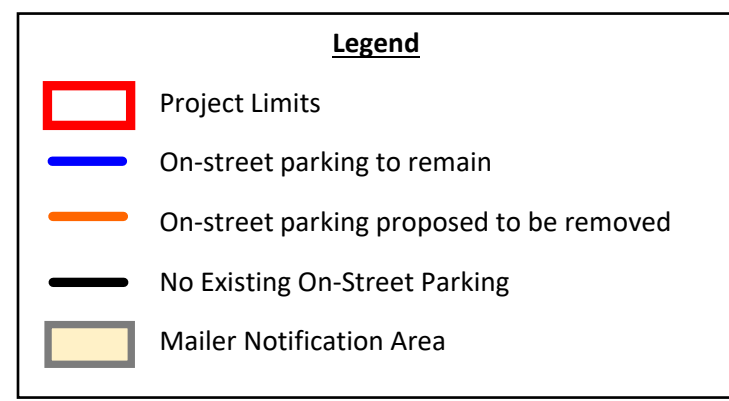 Legend
Project Limits
On-street parking to remain
On-street parking proposed to be removed
No Existing On-Street Parking
Mailer Notification Area